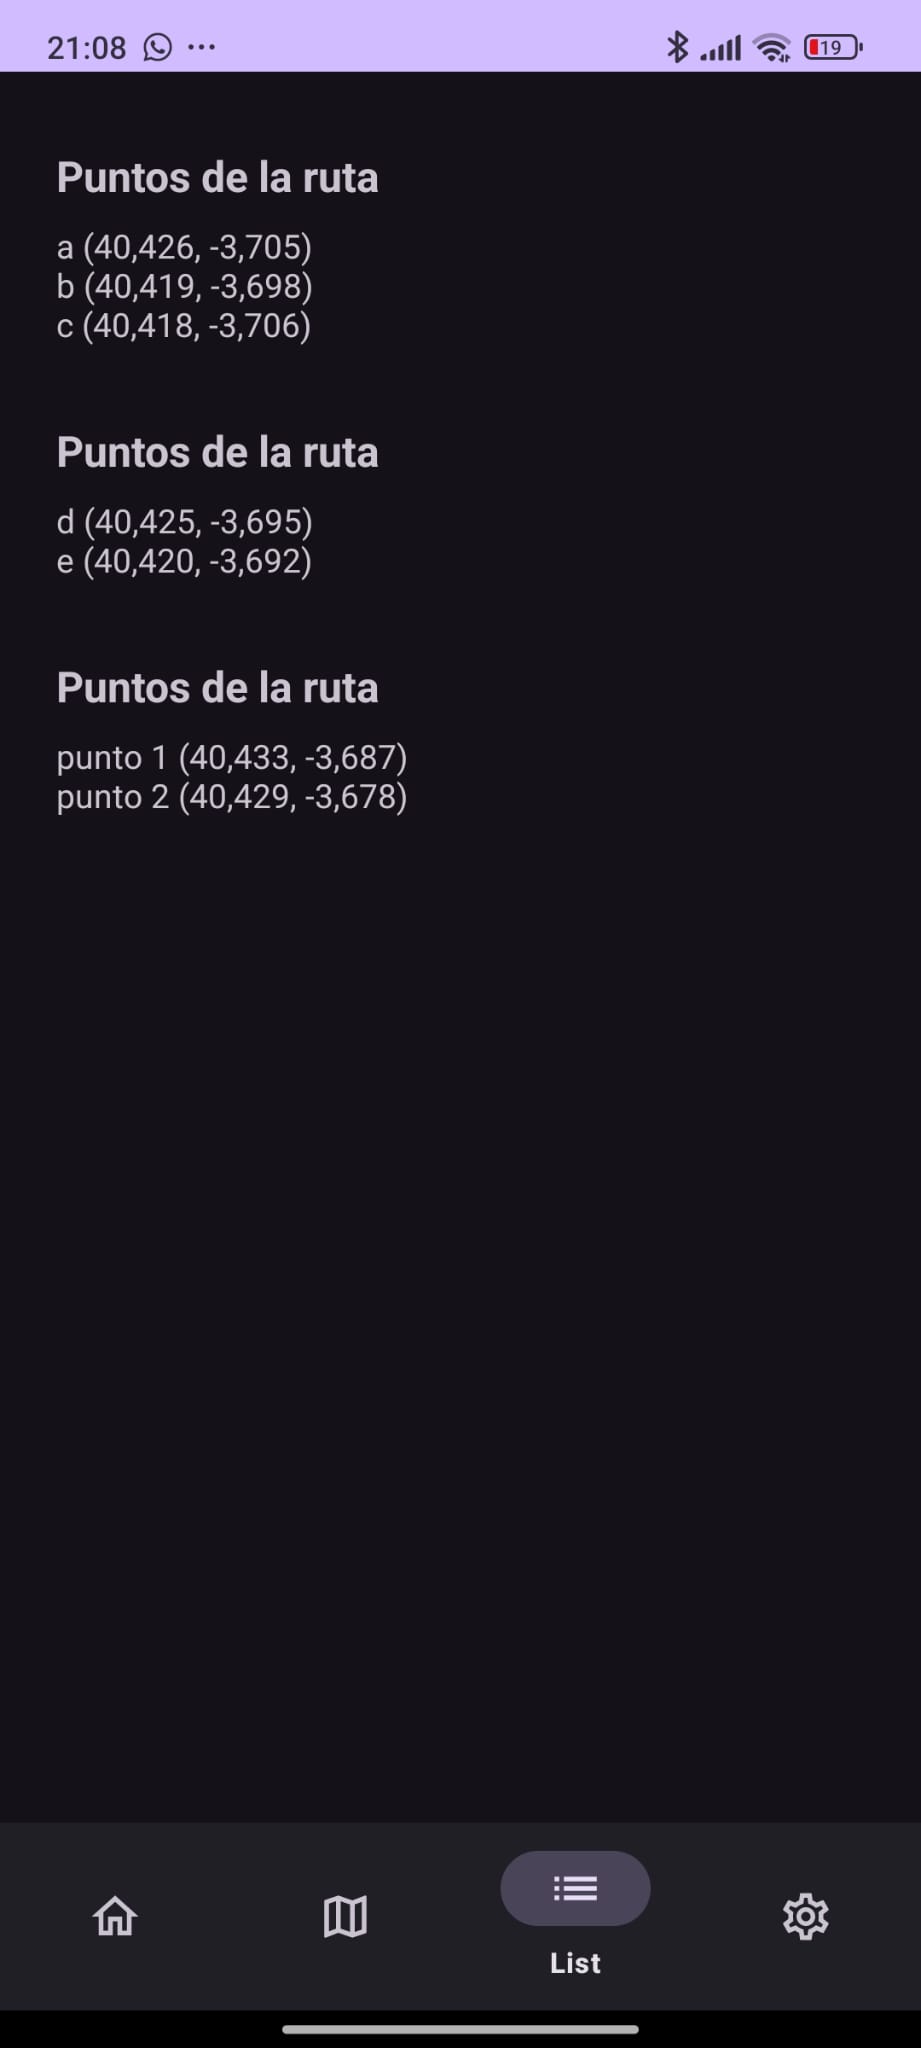 21:08
19
Puntos de la ruta
a (40,426, -3,705)
b (40,419, -3,698)
c (40,418, -3,706)
Puntos de la ruta
d (40,425, -3,695)
e (40,420, -3,692)
Puntos de la ruta
punto 1 (40,433, -3,687)
punto 2 (40,429, -3,678)
List